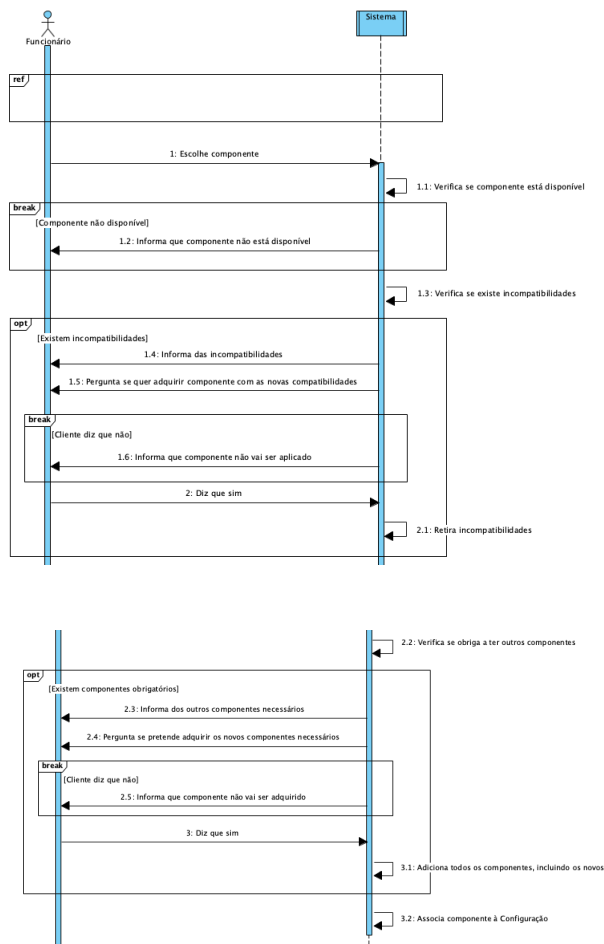 Funcionário
Sistema
ref
1: Escolhe componente
1.1: Verifica se componente está disponível
break
[Componente não disponível]
1.2: Informa que componente não está disponível
1.3: Verifica se existe incompatibilidades
opt
[Existem incompatibilidades]
1.4: Informa das incompatibilidades
1.5: Pergunta se quer adquirir componente com as novas compatibilidades
break
[Cliente diz que não]
1.6: Informa que componente não vai ser aplicado
2: Diz que sim
2.1: Retira incompatibilidades
2.2: Verifica se obriga a ter outros componentes
opt
[Existem componentes obrigatórios]
2.3: Informa dos outros componentes necessários
2.4: Pergunta se pretende adquirir os novos componentes necessários
break
[Cliente diz que não]
2.5: Informa que componente não vai ser adquirido
3: Diz que sim
3.1: Adiciona todos os componentes, incluindo os novos
3.2: Associa componente à Configuração